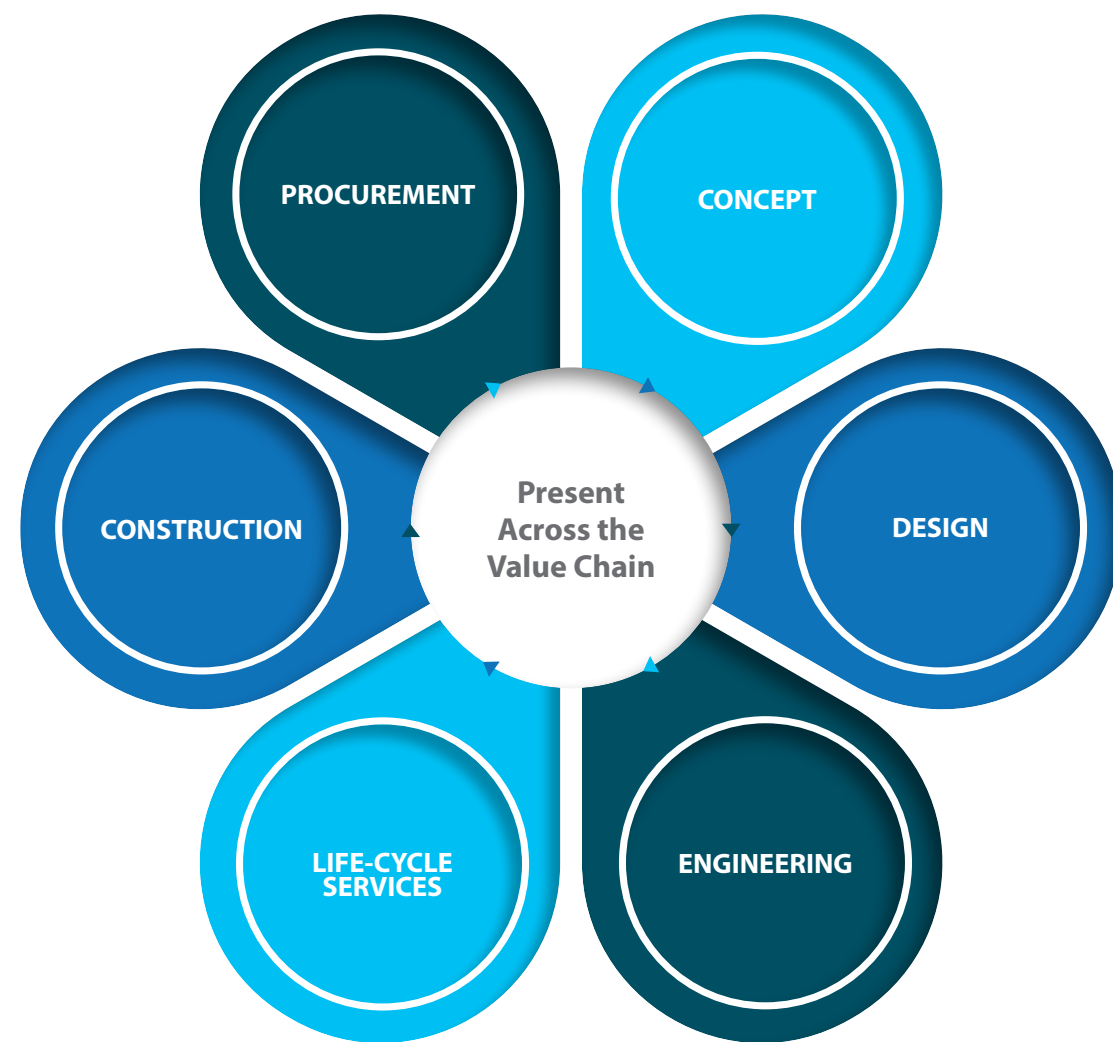 PROCUREMENT
CONCEPT
CONSTRUCTION
Present
Across the
Value Chain
DESIGN
LIFE-CYCLE
SERVICES
ENGINEERING